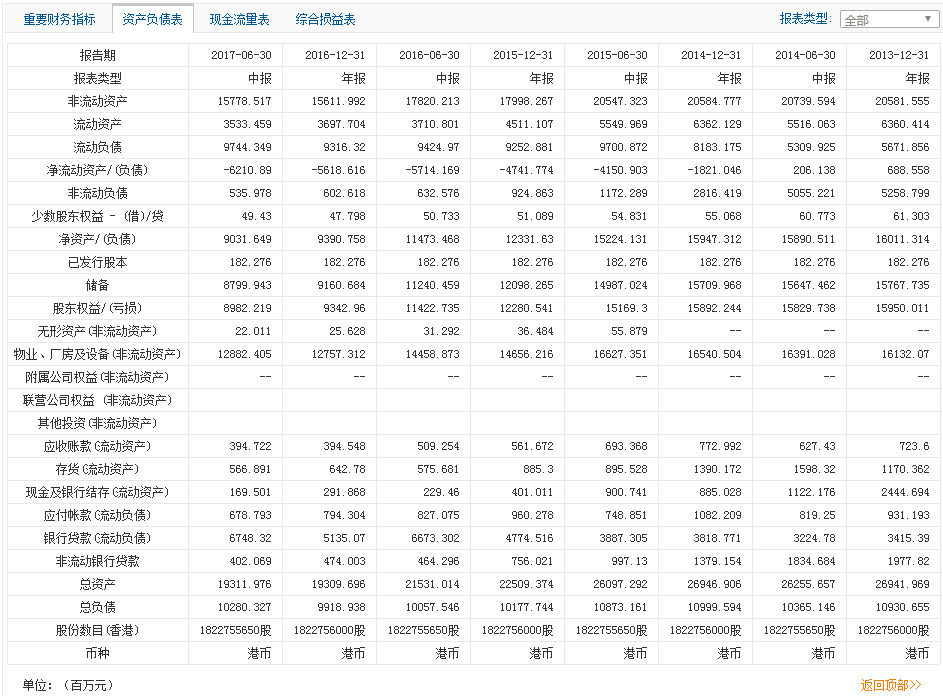 重要财务指标 资产负债表 现金流量表 综合损益表 报表类型: 全部
报告期 2017-06-30 2016-12-31 2016-06-30 2015-12-31 2015-06-30 2014-12-31 2014-06-30 2013-12-31
报表类型 中报 年报 中报 年报 中报 年报 中报 年报
非流动资产 15778.517 15611.992 17820.213 17998.267 20547.323 20584.777 20739.594 20581.555
流动资产 3533.459 3697.704 3710.801 4511.107 5549.969 6362.129 5516.063 6360.414
流动负债 9744.349 9316.32 9424.97 9252.881 9700.872 8183.175 5309.925 5671.856
净流动资产/(负债) -6210.89 -5618.616 -5714.169 -4741.774 -4150.903 -1821.046 206.138 688.558
非流动负债 535.978 602.618 632.576 924.863 1172.289 2816.419 5055.221 5258.799
少数股东权益 - (借)/贷 49.43 47.798 50.733 51.089 54.831 55.068 60.773 61.303
净资产/(负债) 9031.649 9390.758 11473.468 12331.63 15224.131 15947.312 15890.511 16011.314
已发行股本 182.276 182.276 182.276 182.276 182.276 182.276 182.276 182.276
储备 8799.943 9160.684 11240.459 12098.265 14987.024 15709.968 15647.462 15767.735
股东权益/(亏损) 8982.219 9342.96 11422.735 12280.541 15169.3 15892.244 15829.738 15950.011
无形资产(非流动资产) 22.011 25.628 31.292 36.484 55.879 -- -- --
物业、厂房及设备(非流动资产) 12882.405 12757.312 14458.873 14656.216 16627.351 16540.504 16391.028 16132.07
附属公司权益(非流动资产) -- -- -- -- -- -- -- --
联营公司权益 (非流动资产)
其他投资(非流动资产)
应收账款(流动资产) 394.722 394.548 509.254 561.672 693.368 772.992 627.43 723.6
存货(流动资产) 566.891 642.78 575.681 885.3 895.528 1390.172 1598.32 1170.362
现金及银行结存(流动资产) 169.501 291.868 229.46 401.011 900.741 885.028 1122.176 2444.694
应付帐款(流动负债) 678.793 794.304 827.075 960.278 748.851 1082.209 819.25 931.193
银行贷款(流动负债) 6748.32 5135.07 6673.302 4774.516 3887.305 3818.771 3224.78 3415.39
非流动银行贷款 402.069 474.003 464.296 756.021 997.13 1379.154 1834.684 1977.82
总资产 19311.976 19309.696 21531.014 22509.374 26097.292 26946.906 26255.657 26941.969
总负债 10280.327 9918.938 10057.546 10177.744 10873.161 10999.594 10365.146 10930.655
股份数目(香港) 1822755650股 1822756000股 1822755650股 1822756000股 1822755650股 1822756000股 1822755650股 1822756000股
币种 港币 港币 港币 港币 港币 港币 港币 港币
单位: (百万元) 返回顶部>>